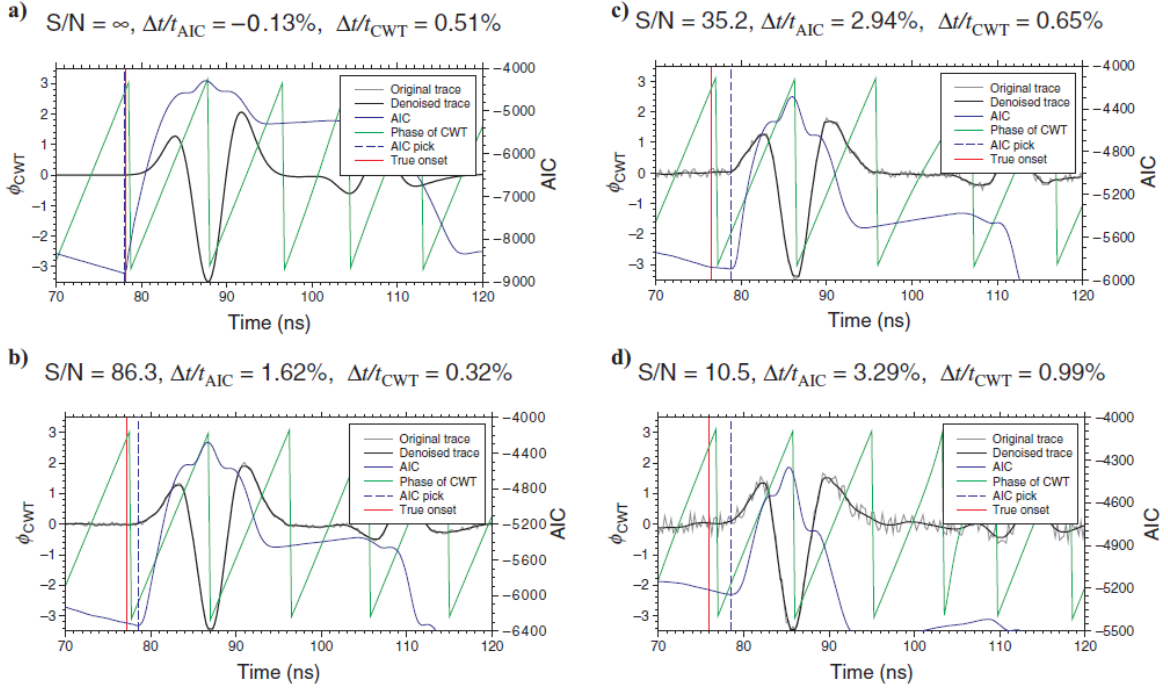 a)
S/N = ∞, Δt/tAIC = −0.13%, Δt/tCWT = 0.51%
3
2
1
0
−1
−2
−3
ϕCWT
−4000
−5000
−6000
−7000
−8000
−9000
AIC
Original trace
Denoised trace
AIC
Phase of CWT
AIC pick
True onset
70 80 90 100 110 120
Time (ns)
b)
S/N = 86.3, Δt/tAIC = 1.62%, Δt/tCWT = 0.32%
3
2
1
0
−1
−2
−3
ϕCWT
−4000
−4400
−4800
−5200
−5600
−6000
−6400
AIC
Original trace
Denoised trace
AIC
Phase of CWT
AIC pick
True onset
70 80 90 100 110 120
Time (ns)
c)
S/N = 35.2, Δt/tAIC = 2.94%, Δt/tCWT = 0.65%
3
2
1
0
−1
−2
−3
ϕCWT
−4000
−4400
−4800
−5200
−5600
−6000
AIC
Original trace
Denoised trace
AIC
Phase of CWT
AIC pick
True onset
70 80 90 100 110 120
Time (ns)
d)
S/N = 10.5, Δt/tAIC = 3.29%, Δt/tCWT = 0.99%
3
2
1
0
−1
−2
−3
ϕCWT
−4000
−4300
−4600
−4900
−5200
−5500
AIC
Original trace
Denoised trace
AIC
Phase of CWT
AIC pick
True onset
70 80 90 100 110 120
Time (ns)